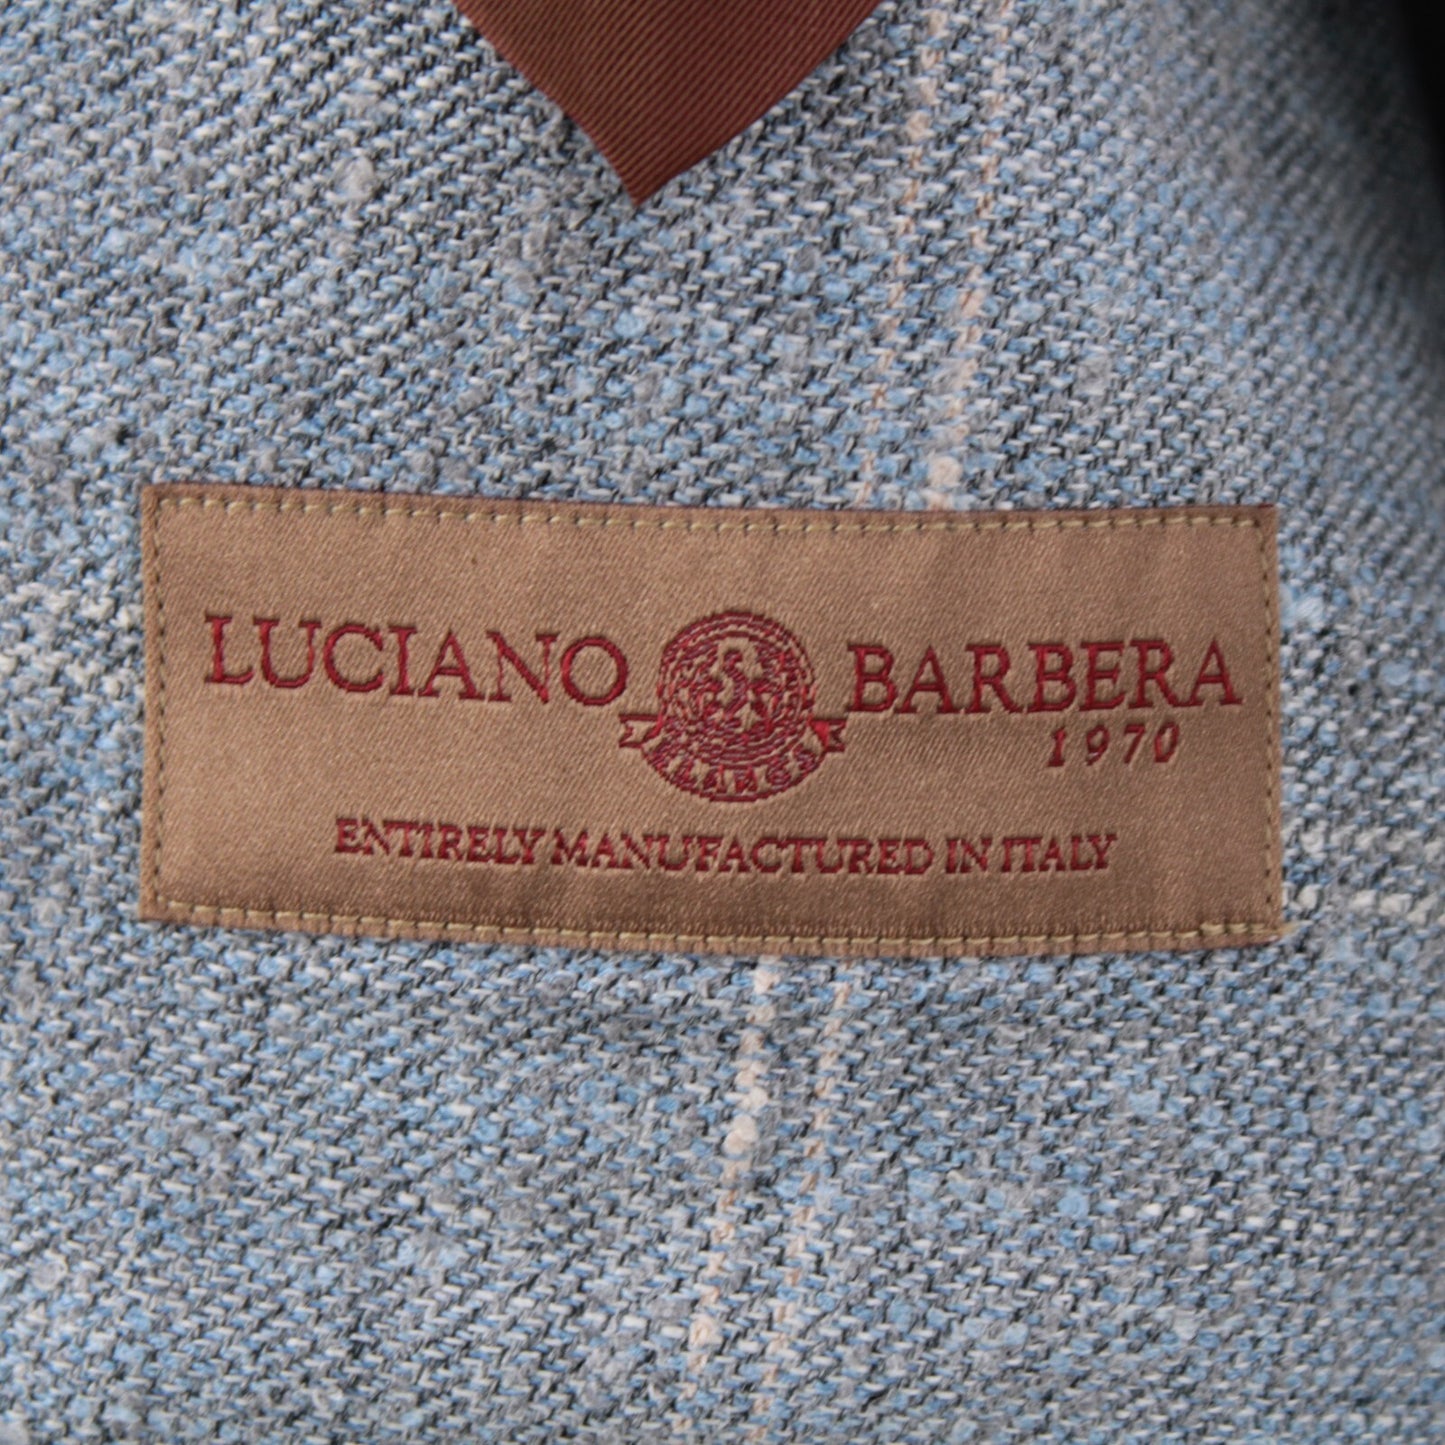 LUCIANO BARBERA
1970
ENTIRELY MANUFACTURED IN ITALY